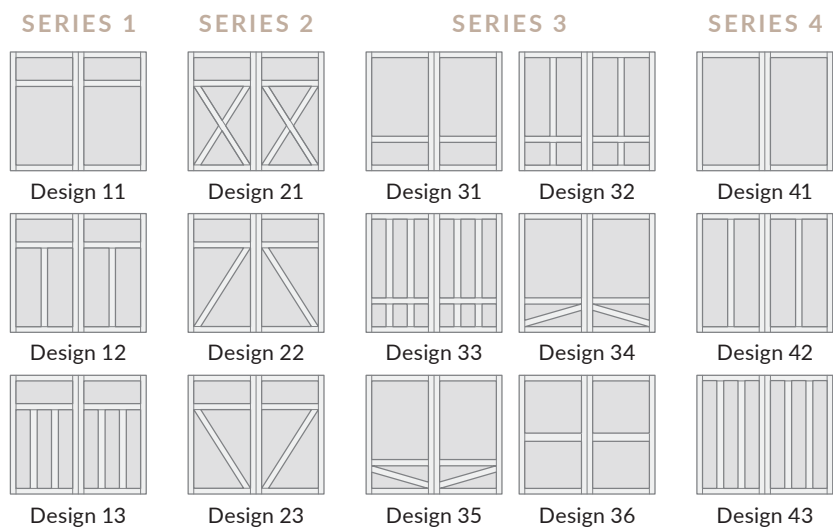 SERIES 1 SERIES 2 SERIES 3 SERIES 4
Design 11 Design 21 Design 31 Design 32 Design 41
Design 12 Design 22 Design 33 Design 34 Design 42
Design 13 Design 23 Design 35 Design 36 Design 43